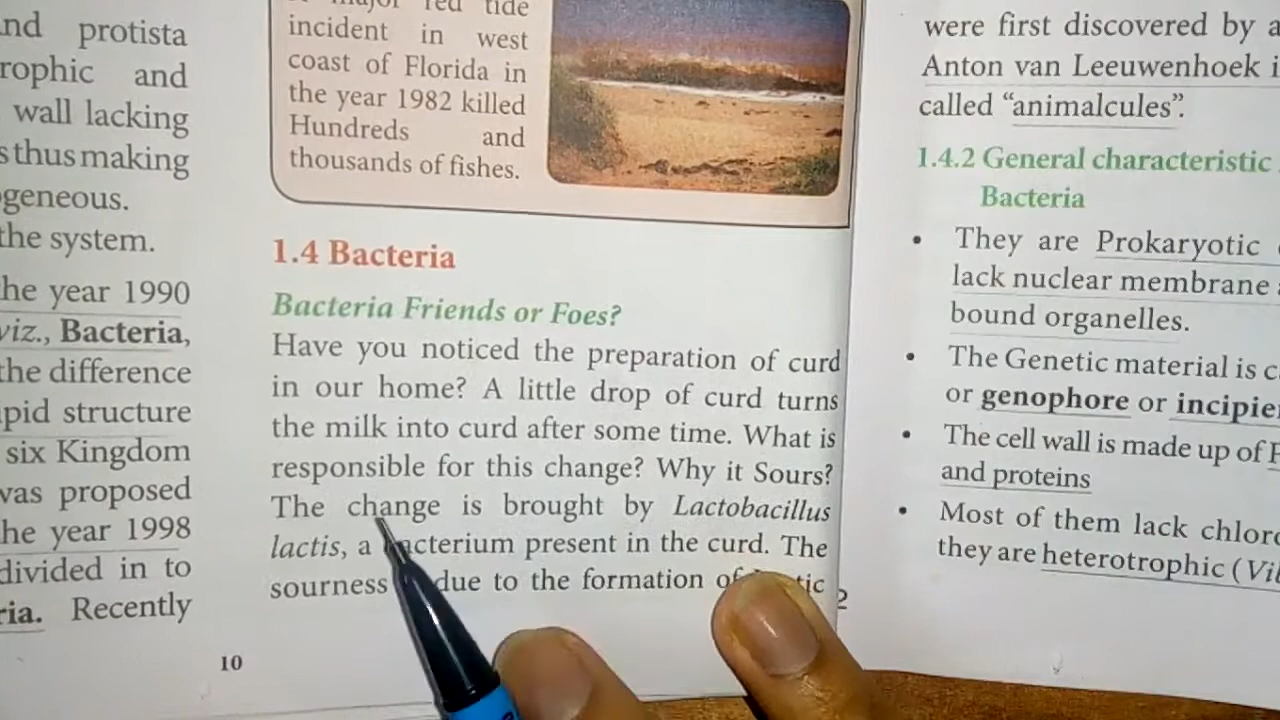 nd protista
rophic and
wall lacking
s thus making
geneous.
the system.
he year 1990
viz., Bacteria,
the difference
pid structure
six Kingdom
was proposed
he year 1998
divided in to
ria. Recently
10
major red tide
incident in west
coast of Florida in
the year 1982 killed
Hundreds and
thousands of fishes.
1.4 Bacteria
Bacteria Friends or Foes?
Have you noticed the preparation of curd
in our home? A little drop of curd turns
the milk into curd after some time. What is
responsible for this change? Why it Sours?
The change is brought by Lactobacillus
lactis, a bacterium present in the curd. The
sourness due to the formation of
were first discovered by a
Anton van Leeuwenhoek i
called “animalcules”.
1.4.2 General characteristic
Bacteria
• They are Prokaryotic
lack nuclear membrane
bound organelles.
• The Genetic material is c
or genophore or incipie
• The cell wall is made up of
and proteins
• Most of them lack chlor
they are heterotrophic (Vi